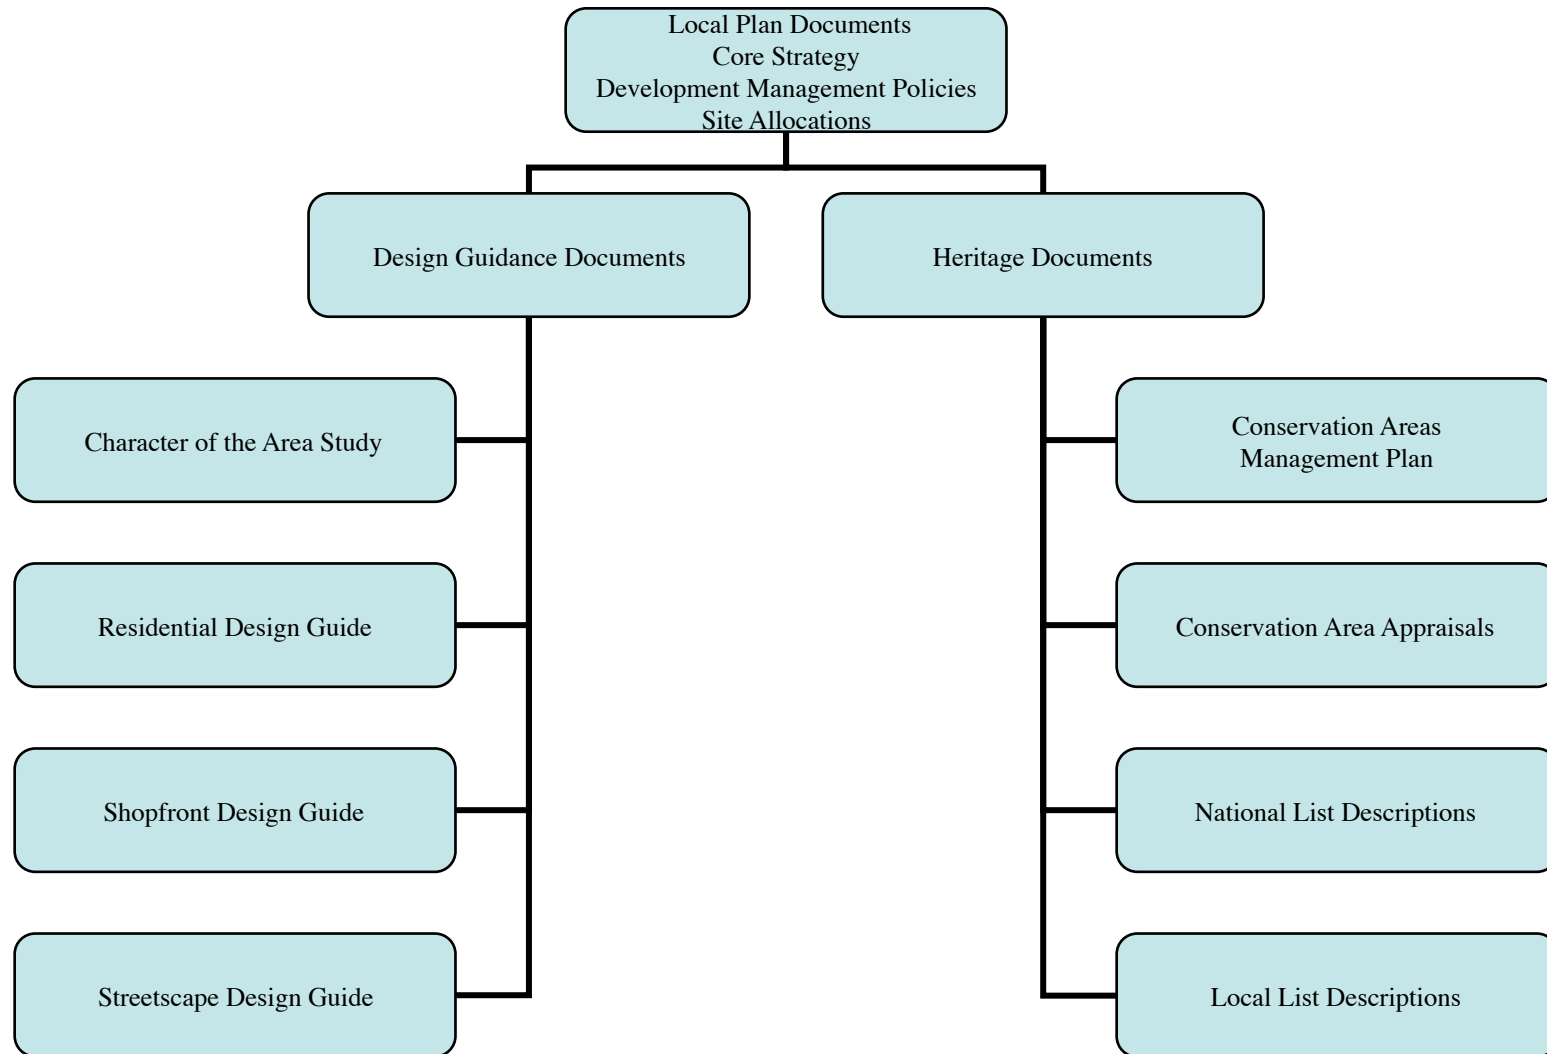 Local Plan Documents
Core Strategy
Development Management Policies
Site Allocations
Design Guidance Documents
Heritage Documents
Character of the Area Study
Conservation Areas
Management Plan
Residential Design Guide
Conservation Area Appraisals
Shopfront Design Guide
National List Descriptions
Streetscape Design Guide
Local List Descriptions